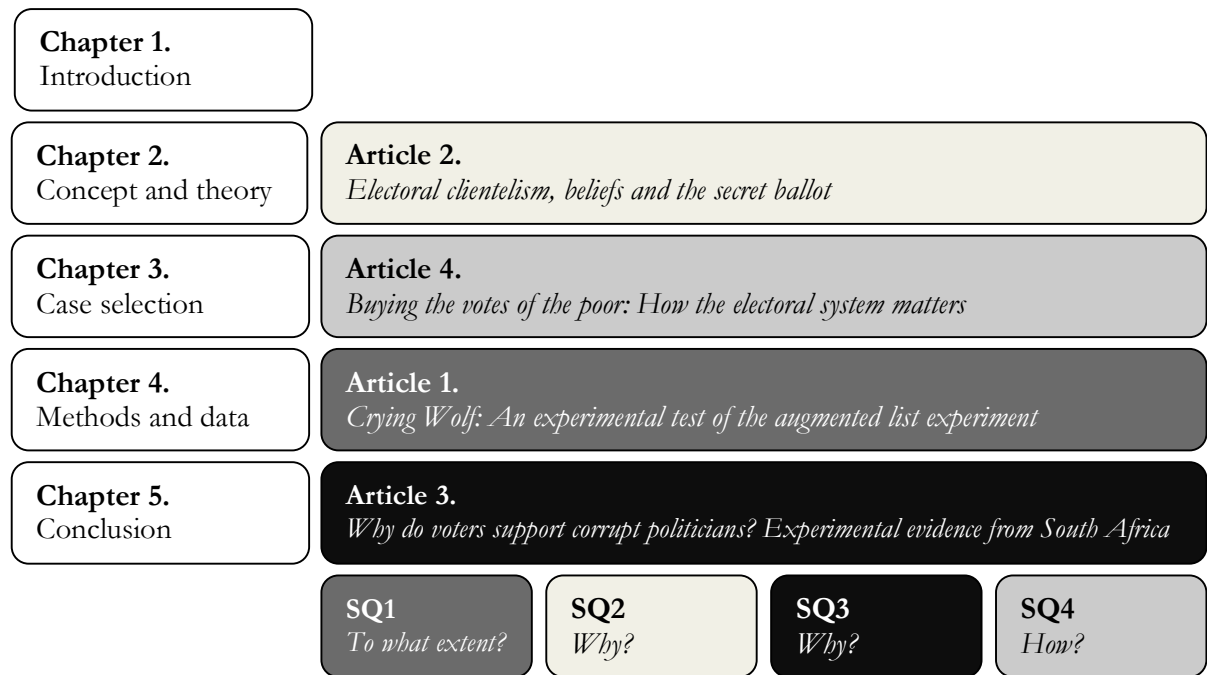 Chapter 1.
Introduction
Chapter 2.
Concept and theory
Article 2.
Electoral clientelism, beliefs and the secret ballot
Chapter 3.
Case selection
Article 4.
Buying the votes of the poor: How the electoral system matters
Chapter 4.
Methods and data
Article 1.
Crying Wolf: An experimental test of the augmented list experiment
Chapter 5.
Conclusion
Article 3.
Why do voters support corrupt politicians? Experimental evidence from South Africa
SQ1
To what extent?
SQ2
Why?
SQ3
Why?
SQ4
How?